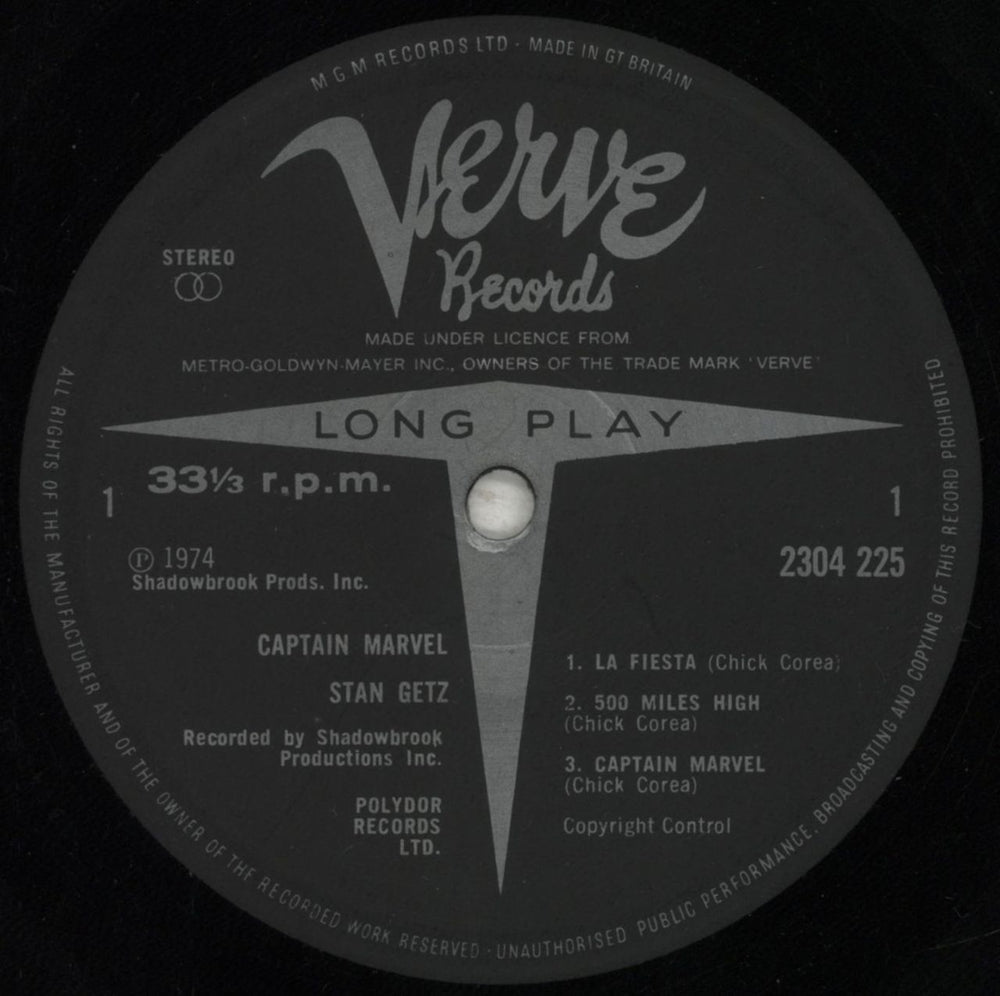 M G M RECORDS LTD · MADE IN GT BRITAIN
Verve
Records
STEREO
MADE UNDER LICENCE FROM
METRO-GOLDWYN-MAYER INC., OWNERS OF THE TRADE MARK 'VERVE'
LONG PLAY
33⅓ r.p.m.
1
1
Ⓟ 1974
Shadowbrook Prods. Inc.
2304 225
CAPTAIN MARVEL
STAN GETZ
Recorded by Shadowbrook
Productions Inc.
POLYDOR
RECORDS
LTD.
1. LA FIESTA (Chick Corea)
2. 500 MILES HIGH
(Chick Corea)
3. CAPTAIN MARVEL
(Chick Corea)
Copyright Control
ALL RIGHTS OF THE MANUFACTURER AND OF THE OWNER OF THE RECORDED WORK RESERVED · UNAUTHORISED PUBLIC PERFORMANCE, BROADCASTING AND COPYING OF THIS RECORD PROHIBITED